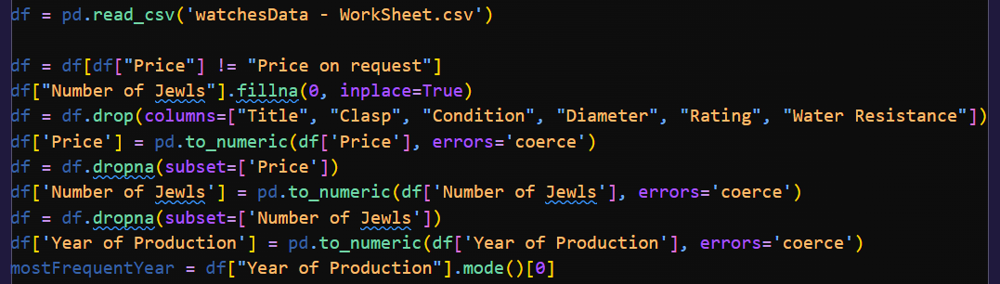 df = pd.read_csv('watchesData - WorkSheet.csv')
df = df[df["Price"] != "Price on request"]
df["Number of Jewls"].fillna(0, inplace=True)
df = df.drop(columns=["Title", "Clasp", "Condition", "Diameter", "Rating", "Water Resistance"])
df['Price'] = pd.to_numeric(df['Price'], errors='coerce')
df = df.dropna(subset=['Price'])
df['Number of Jewls'] = pd.to_numeric(df['Number of Jewls'], errors='coerce')
df = df.dropna(subset=['Number of Jewls'])
df['Year of Production'] = pd.to_numeric(df['Year of Production'], errors='coerce')
mostFrequentYear = df["Year of Production"].mode()[0]